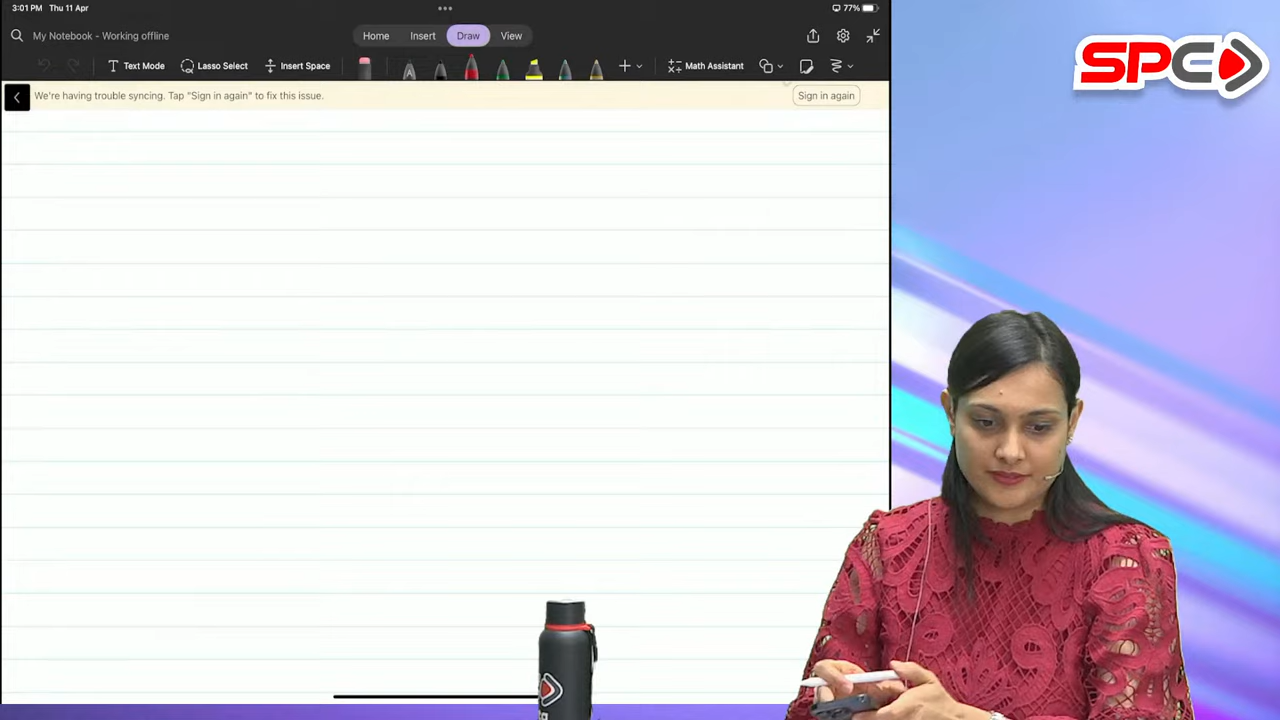 3:01 PM Thu 11 Apr
77%
My Notebook - Working offline
Home Insert Draw View
Text Mode Lasso Select Insert Space Math Assistant
We're having trouble syncing. Tap "Sign in again" to fix this issue. Sign in again
SPC